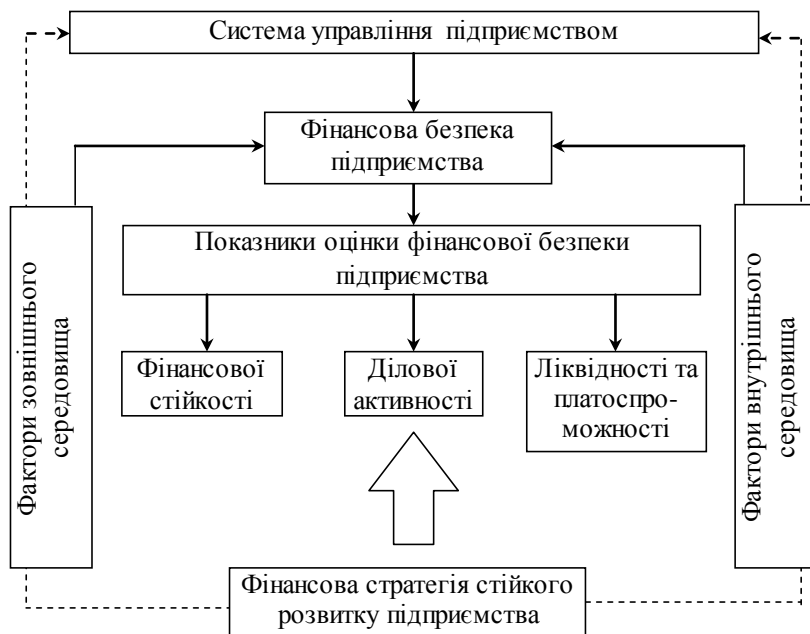 Система управління підприємством
Фінансова безпека
підприємства
Показники оцінки фінансової безпеки
підприємства
Фактори зовнішнього
середовища
Фінансової
стійкості
Ділової
активності
Ліквідності та
платоспро-
можності
Фактори внутрішнього
середовища
Фінансова стратегія стійкого
розвитку підприємства